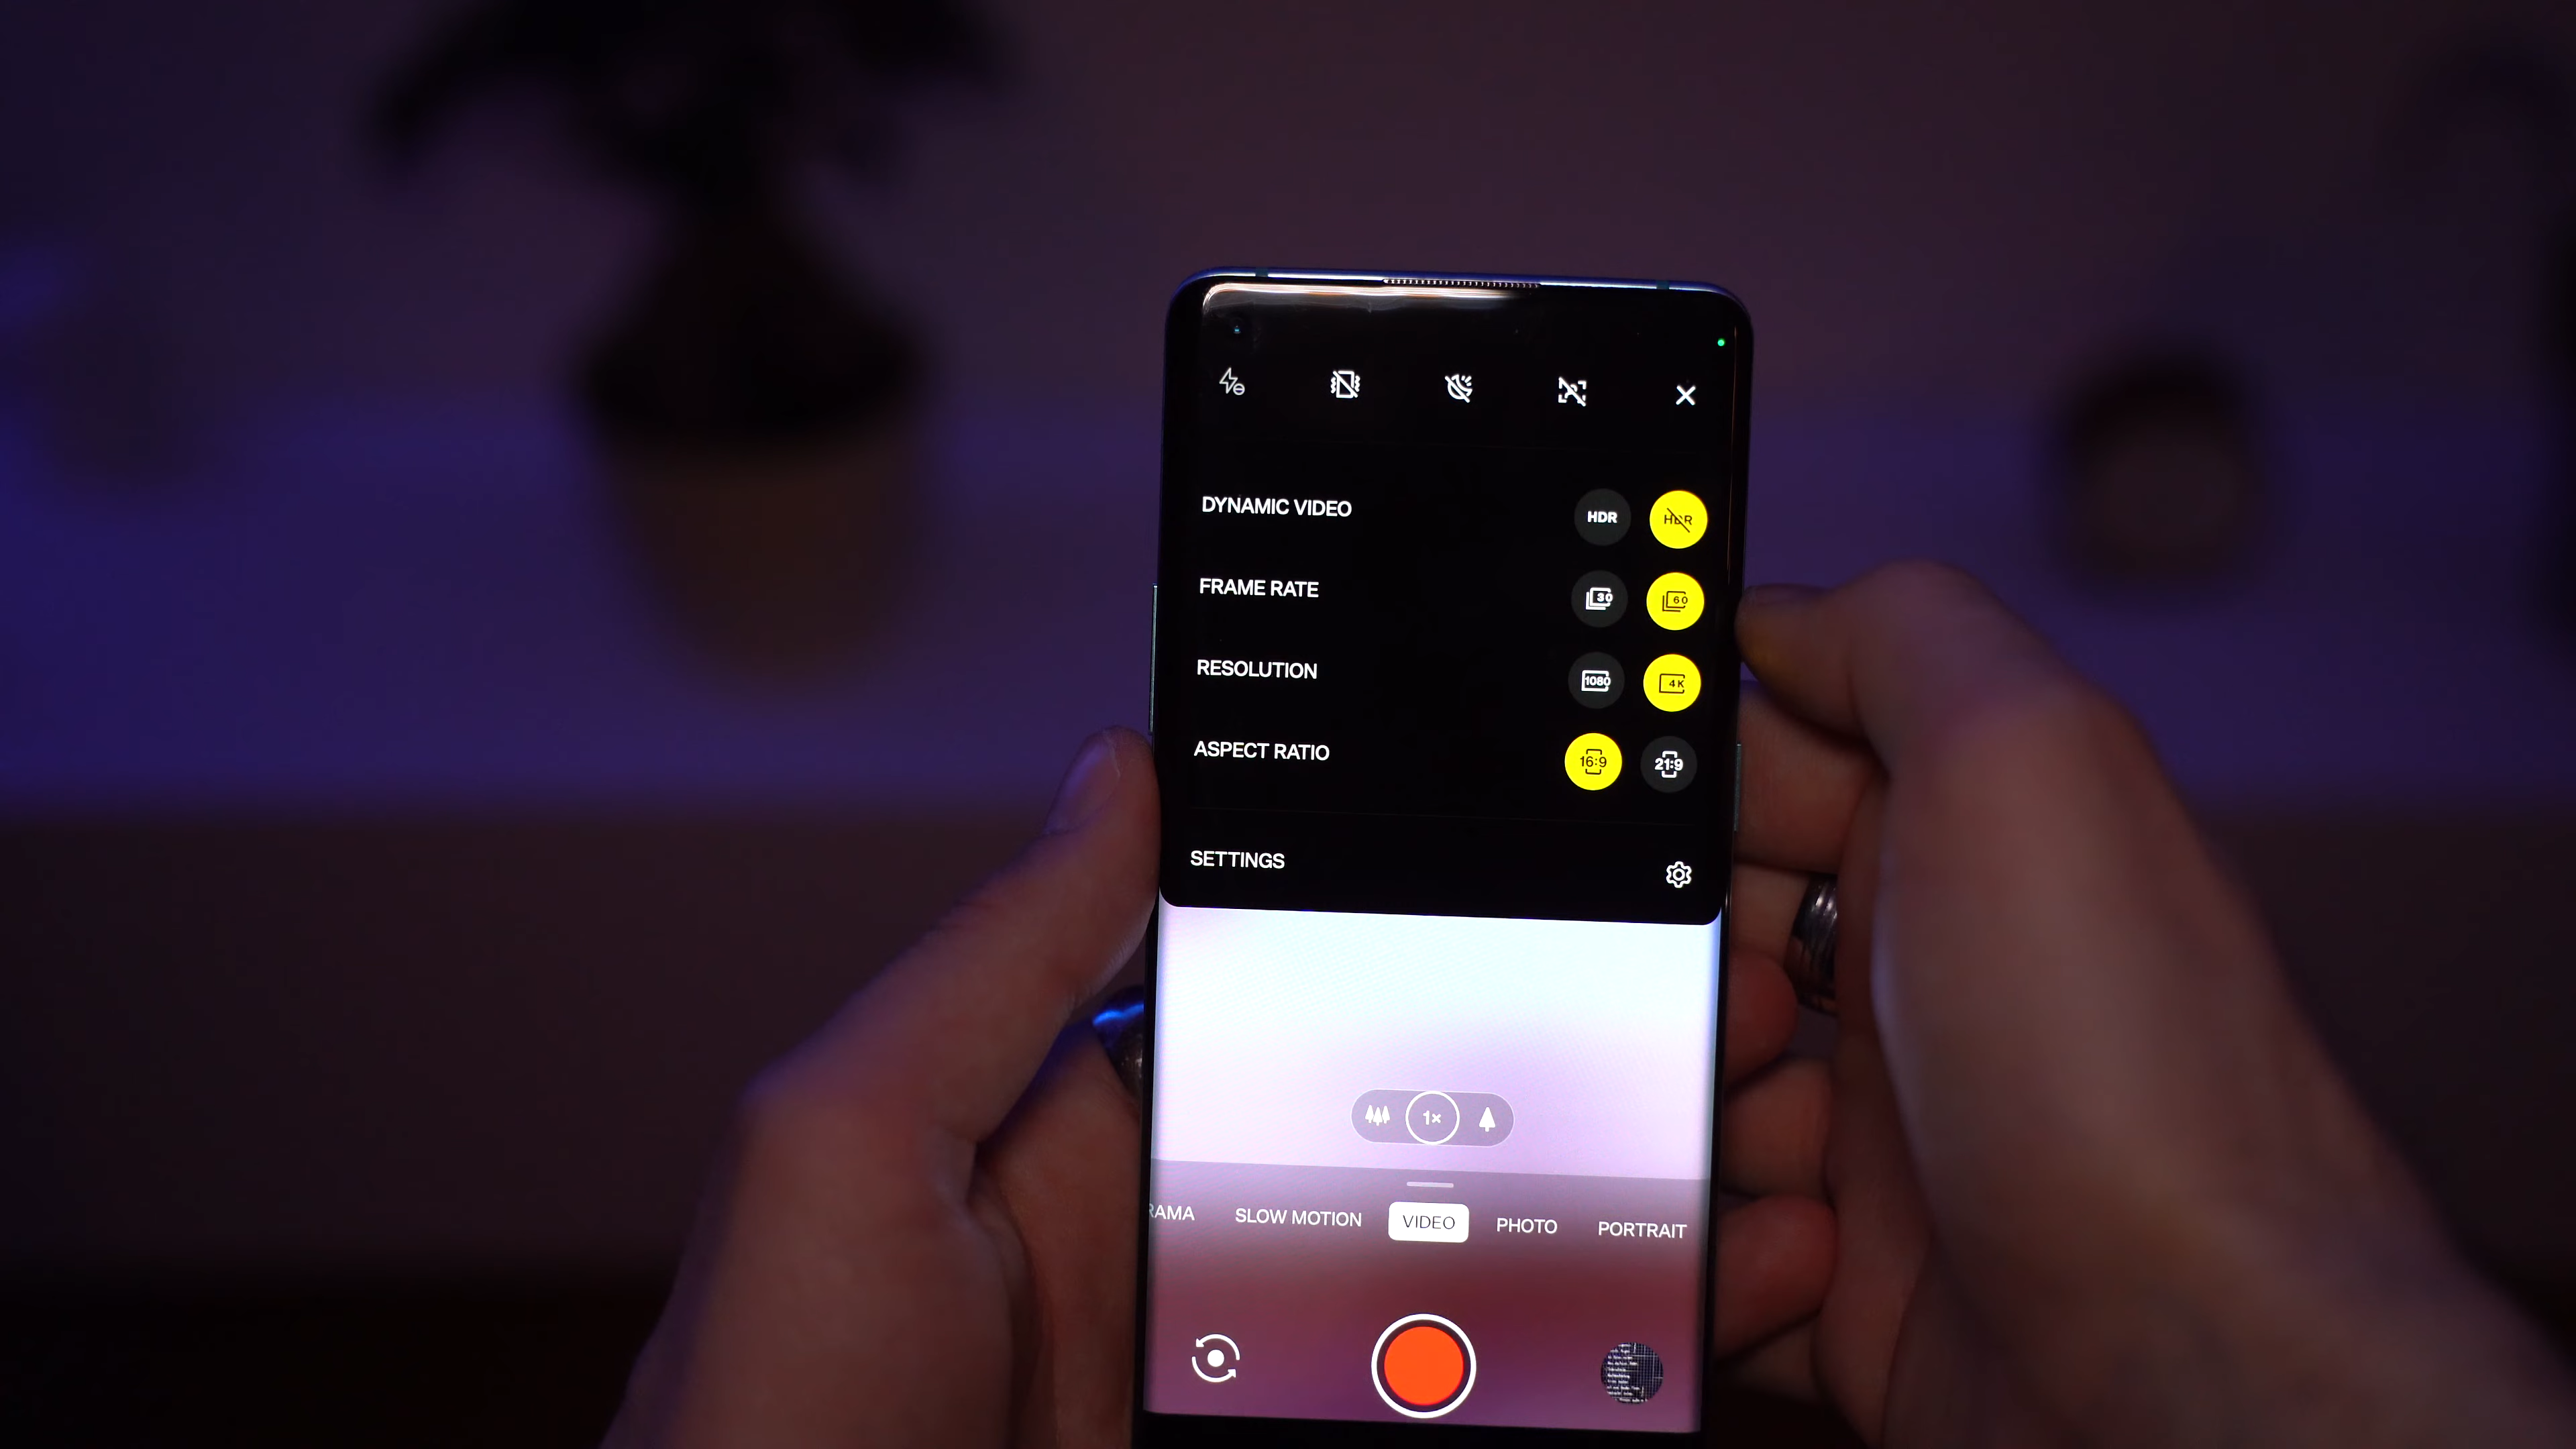 DYNAMIC VIDEO HDR HDR
FRAME RATE 30 60
RESOLUTION 1080 4K
ASPECT RATIO 16:9 21:9
SETTINGS
1×
RAMA SLOW MOTION VIDEO PHOTO PORTRAIT